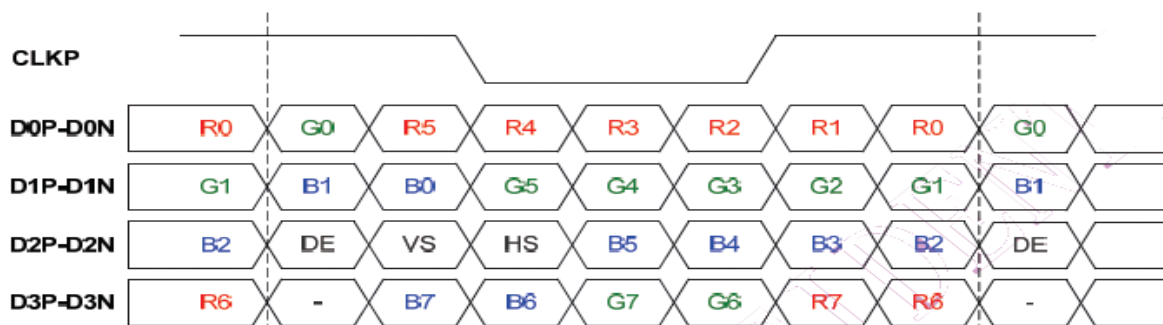 CLKP
D0P-D0N R0 G0 R5 R4 R3 R2 R1 R0 G0
D1P-D1N G1 B1 B0 G5 G4 G3 G2 G1 B1
D2P-D2N B2 DE VS HS B5 B4 B3 B2 DE
D3P-D3N R6 - B7 B6 G7 G6 R7 R6 -